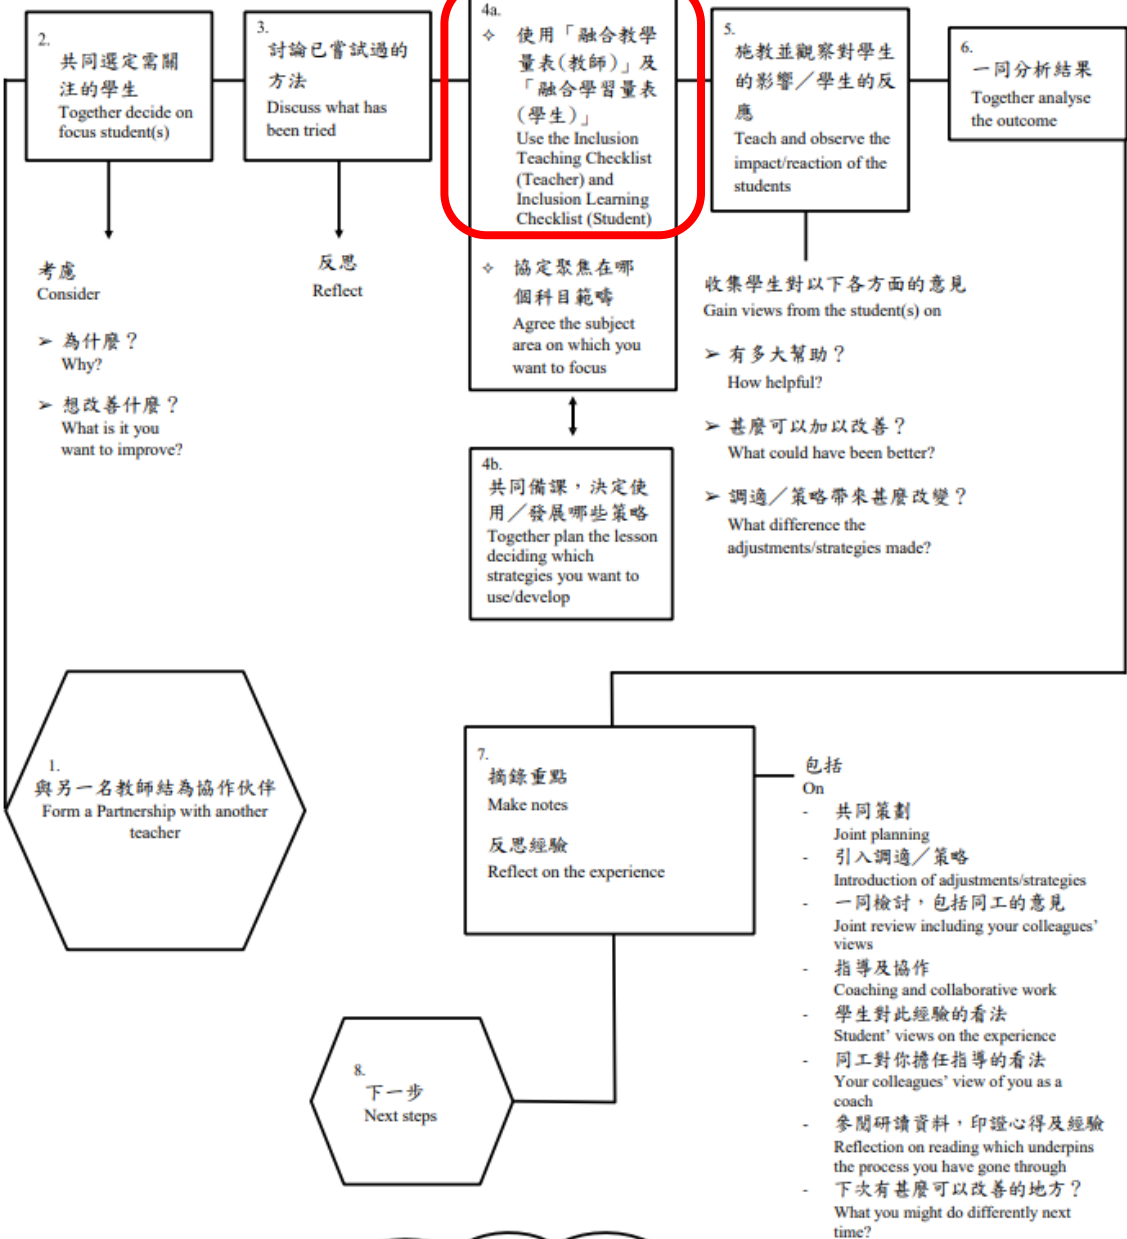 2.
共同選定需關
注的學生
Together decide on
focus student(s)
考慮
Consider
➢ 為什麼？
Why?
➢ 想改善什麼？
What is it you
want to improve?
3.
討論已嘗試過的
方法
Discuss what has
been tried
反思
Reflect
4a.
✧ 使用「融合教學
量表(教師)」及
「融合學習量表
(學生)」
Use the Inclusion
Teaching Checklist
(Teacher) and
Inclusion Learning
Checklist (Student)
✧ 協定聚焦在哪
個科目範疇
Agree the subject
area on which you
want to focus
4b.
共同備課，決定使
用／發展哪些策略
Together plan the lesson
deciding which
strategies you want to
use/develop
5.
施教並觀察對學生
的影響／學生的反
應
Teach and observe the
impact/reaction of the
students
收集學生對以下各方面的意見
Gain views from the student(s) on
➢ 有多大幫助？
How helpful?
➢ 甚麼可以加以改善？
What could have been better?
➢ 調適／策略帶來甚麼改變？
What difference the
adjustments/strategies made?
6.
一同分析結果
Together analyse
the outcome
1.
與另一名教師結為協作伙伴
Form a Partnership with another
teacher
7.
摘錄重點
Make notes
反思經驗
Reflect on the experience
包括
On
- 共同策劃
Joint planning
- 引入調適／策略
Introduction of adjustments/strategies
- 一同檢討，包括同工的意見
Joint review including your colleagues’
views
- 指導及協作
Coaching and collaborative work
- 學生對此經驗的看法
Student’ views on the experience
- 同工對你擔任指導的看法
Your colleagues’ view of you as a
coach
- 參閱研讀資料，印證心得及經驗
Reflection on reading which underpins
the process you have gone through
- 下次有甚麼可以改善的地方？
What you might do differently next
time?
8.
下一步
Next steps